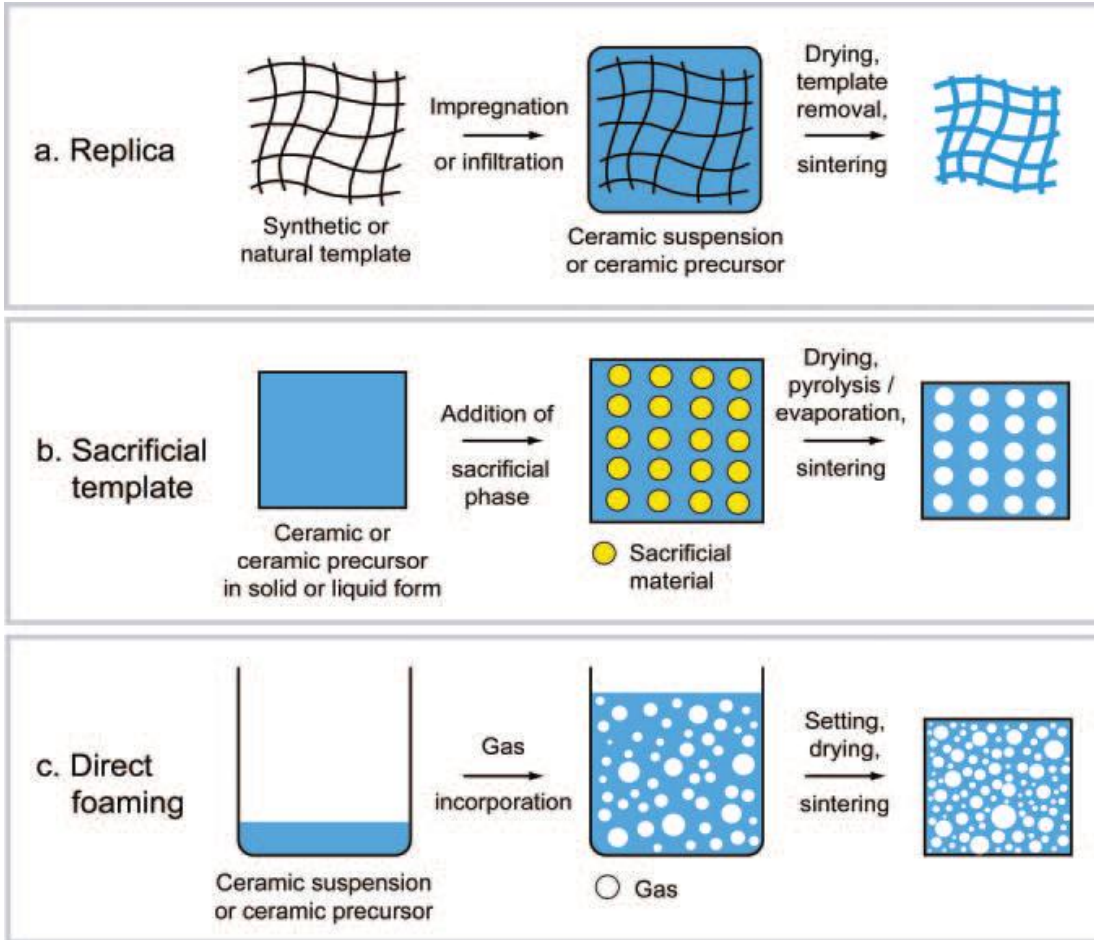 a. Replica
Synthetic or
natural template
Impregnation
or infiltration
Ceramic suspension
or ceramic precursor
Drying,
template
removal,
sintering
b. Sacrificial
template
Ceramic or
ceramic precursor
in solid or liquid form
Addition of
sacrificial
phase
Sacrificial
material
Drying,
pyrolysis /
evaporation,
sintering
c. Direct
foaming
Ceramic suspension
or ceramic precursor
Gas
incorporation
Gas
Setting,
drying,
sintering